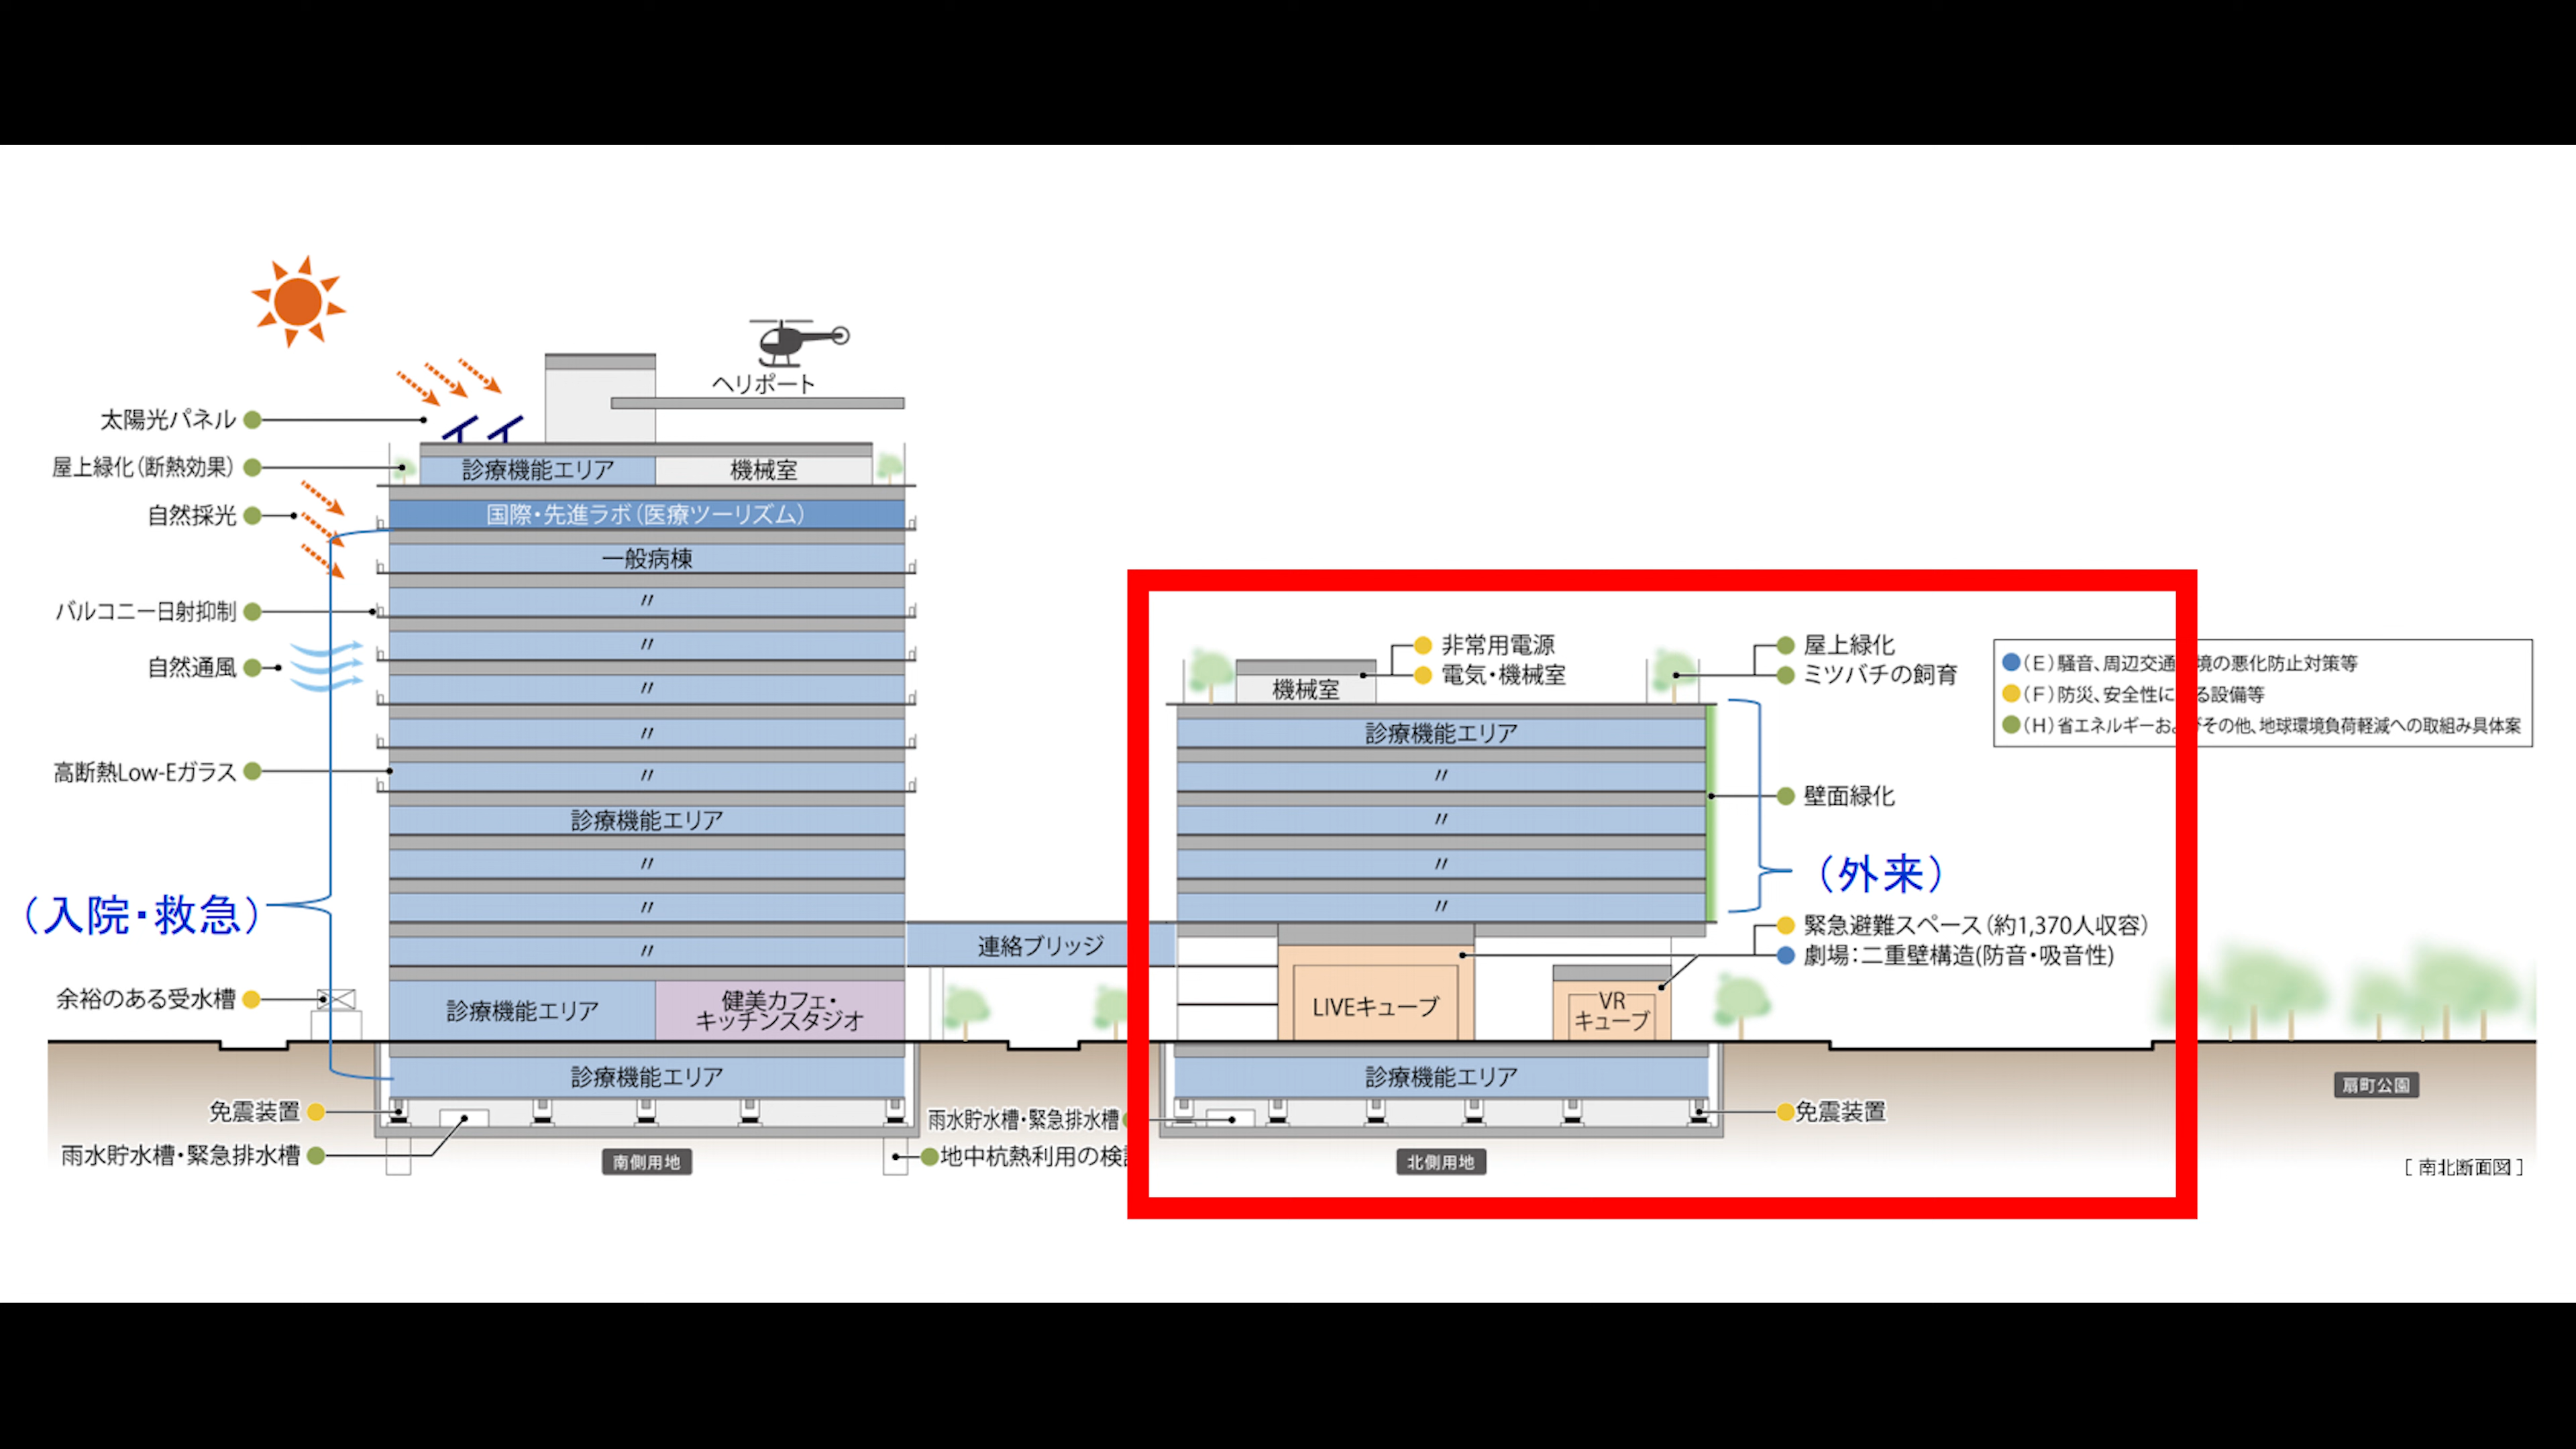 ヘリポート
太陽光パネル
屋上緑化(断熱効果)
診療機能エリア
機械室
自然採光
国際・先進ラボ(医療ツーリズム)
一般病棟
〃
バルコニー日射抑制
〃
自然通風
〃
〃
〃
高断熱Low-Eガラス
〃
診療機能エリア
〃
(入院・救急)
〃
〃
余裕のある受水槽
診療機能エリア
健美カフェ・
キッチンスタジオ
診療機能エリア
免震装置
雨水貯水槽・緊急排水槽
南側用地
連絡ブリッジ
雨水貯水槽・緊急排水槽
地中杭熱利用の検
非常用電源
電気・機械室
機械室
屋上緑化
ミツバチの飼育
診療機能エリア
〃
〃
〃
〃
壁面緑化
(外来)
緊急避難スペース(約1,370人収容)
劇場:二重壁構造(防音・吸音性)
LIVEキューブ
VR
キューブ
診療機能エリア
免震装置
北側用地
(E)騒音、周辺交通 境の悪化防止対策等
(F)防災、安全性に る設備等
(H)省エネルギーお その他、地球環境負荷軽減への取組み具体案
扇町公園
[南北断面図]